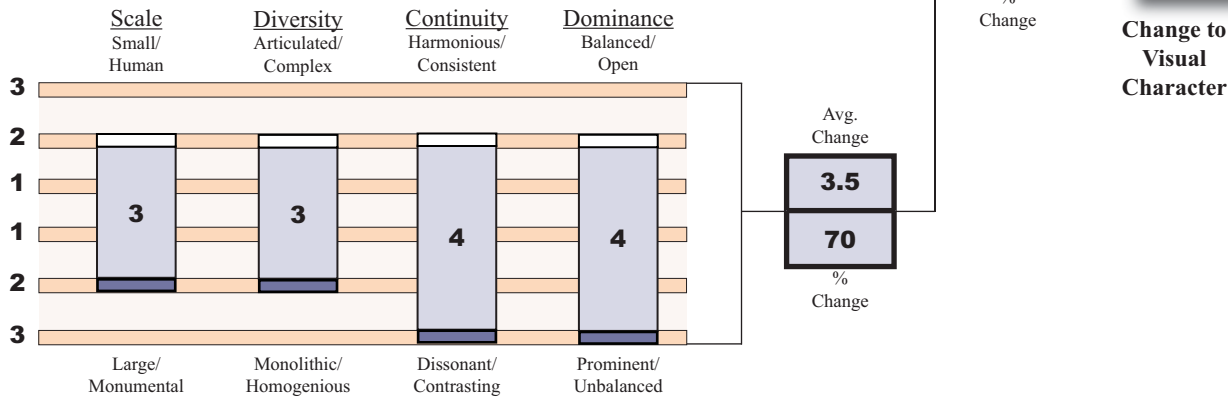 %
Change
Change to
Visual
Character
Scale
Small/
Human
Diversity
Articulated/
Complex
Continuity
Harmonious/
Consistent
Dominance
Balanced/
Open
3
2
1
1
2
3
3
3
4
4
Avg.
Change
3.5
70
%
Change
Large/
Monumental
Monolithic/
Homogenious
Dissonant/
Contrasting
Prominent/
Unbalanced